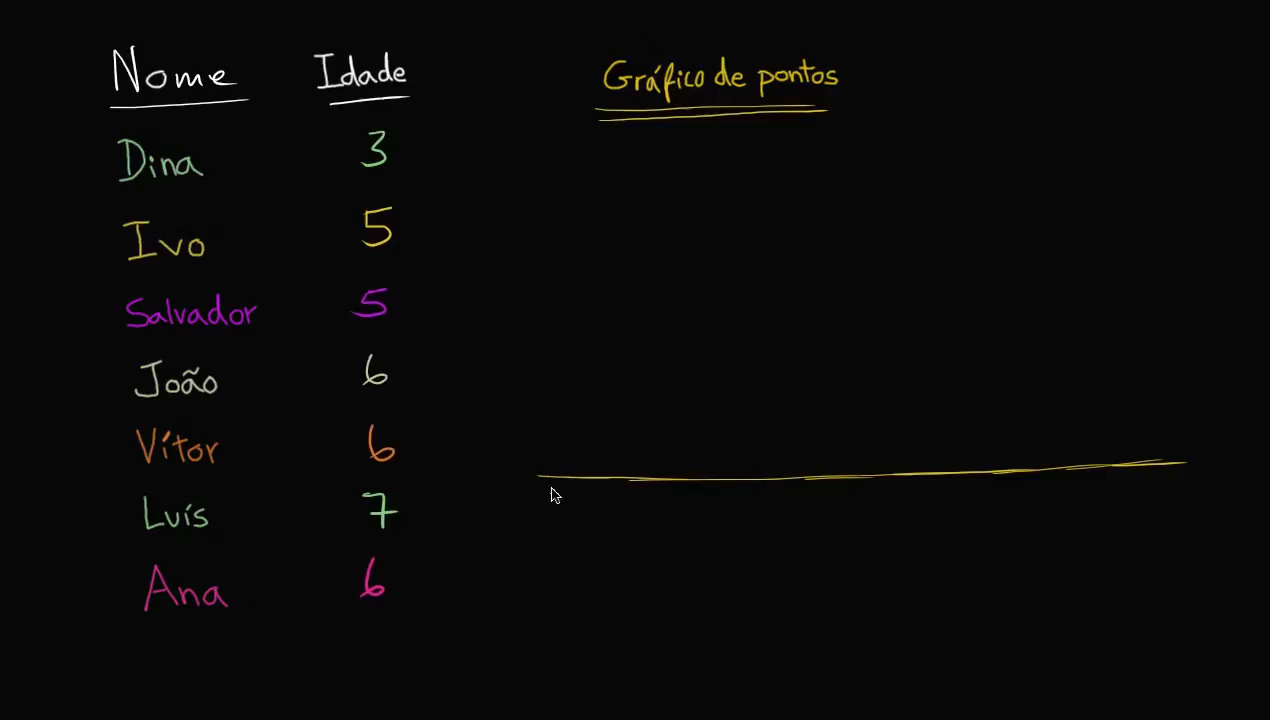 Nome Idade Gráfico de pontos
Dina 3
Ivo 5
Salvador 5
João 6
Vítor 6
Luís 7
Ana 6